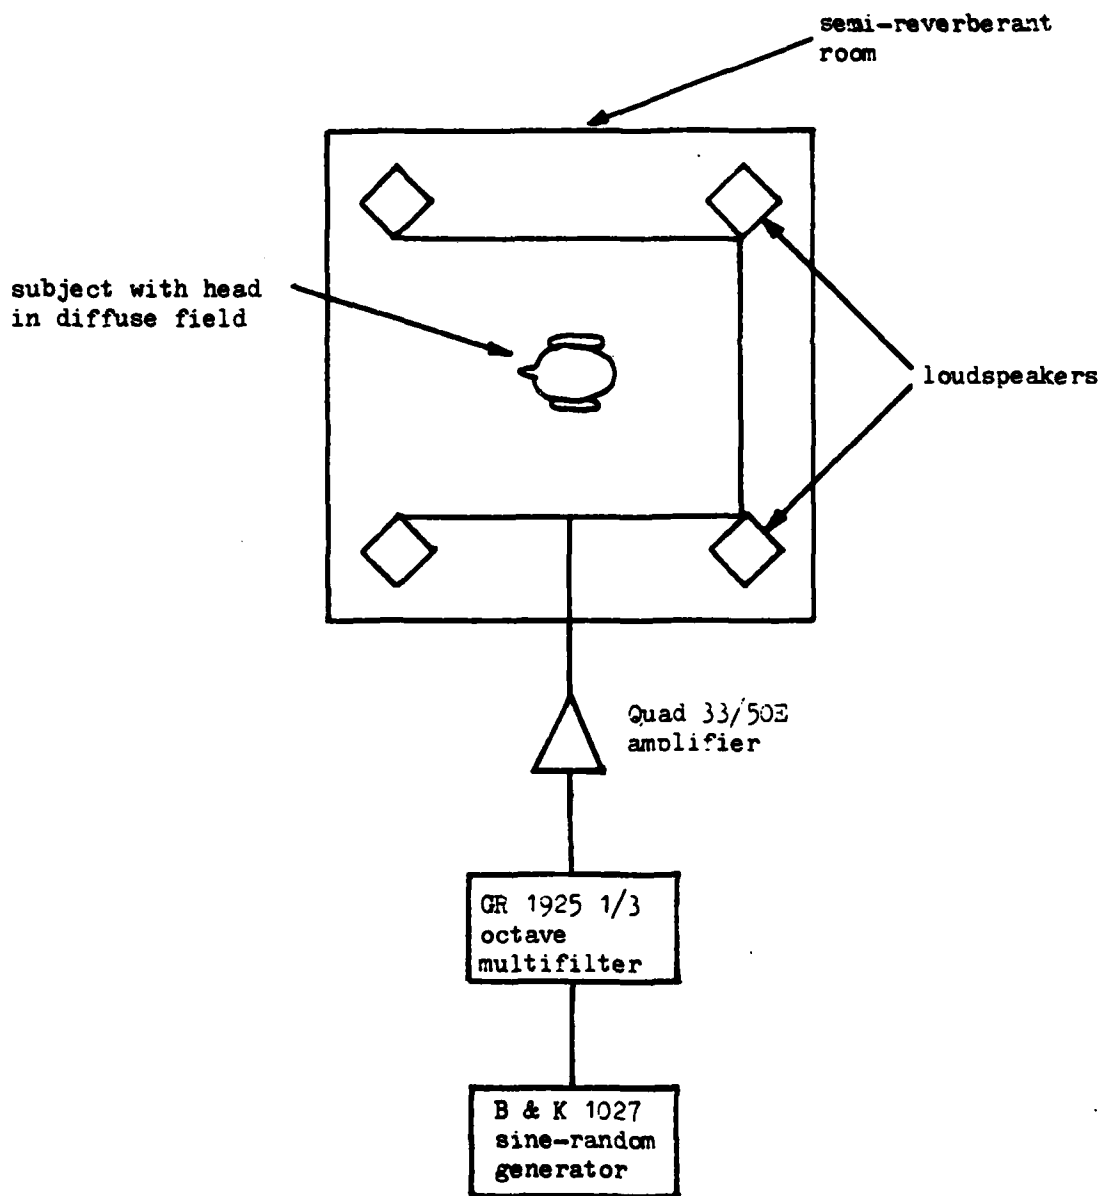 semi-reverberant
room
subject with head
in diffuse field
loudspeakers
Quad 33/50E
amplifier
GR 1925 1/3
octave
multifilter
B & K 1027
sine-random
generator